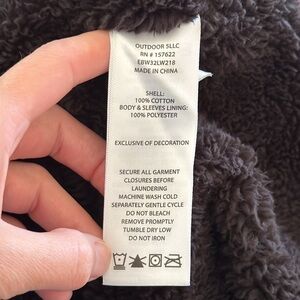 OUTDOOR SLLC
RN # 157622
EBW32LW218
MADE IN CHINA
SHELL:
100% COTTON
BODY & SLEEVES LINING:
100% POLYESTER
EXCLUSIVE OF DECORATION
SECURE ALL GARMENT
CLOSURES BEFORE
LAUNDERING
MACHINE WASH COLD
SEPARATELY GENTLE CYCLE
DO NOT BLEACH
REMOVE PROMPTLY
TUMBLE DRY LOW
DO NOT IRON